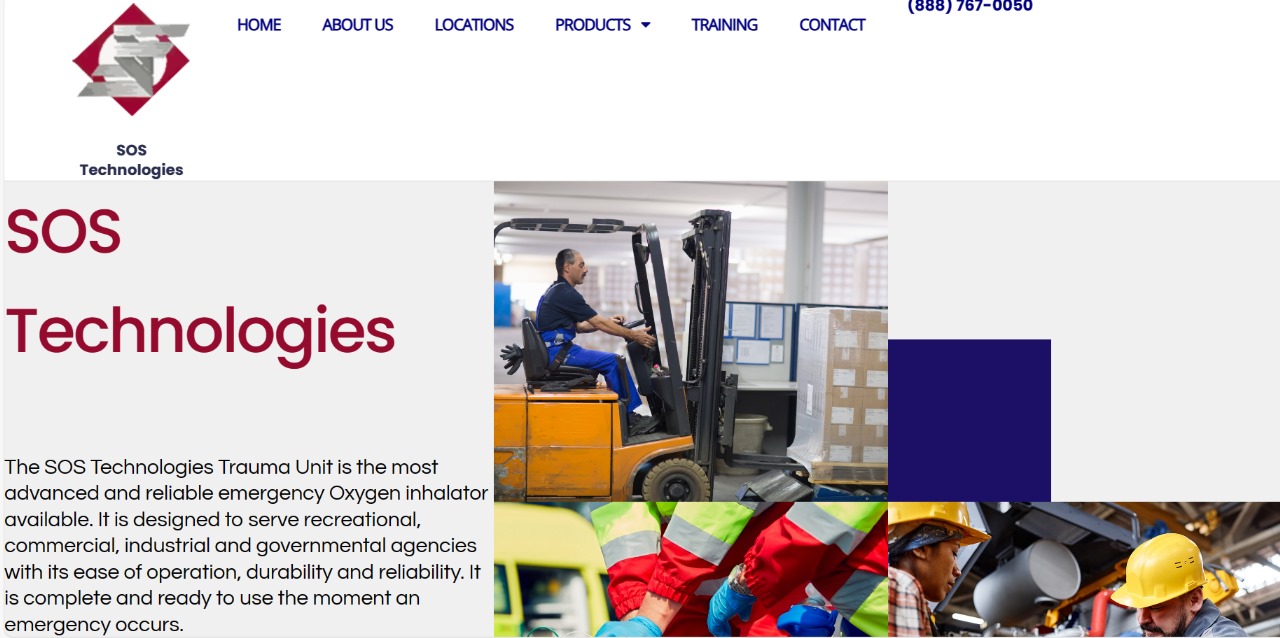 HOME ABOUT US LOCATIONS PRODUCTS TRAINING CONTACT
(888) 767-0050
SOS
Technologies
SOS
Technologies
The SOS Technologies Trauma Unit is the most
advanced and reliable emergency Oxygen inhalator
available. It is designed to serve recreational,
commercial, industrial and governmental agencies
with its ease of operation, durability and reliability. It
is complete and ready to use the moment an
emergency occurs.